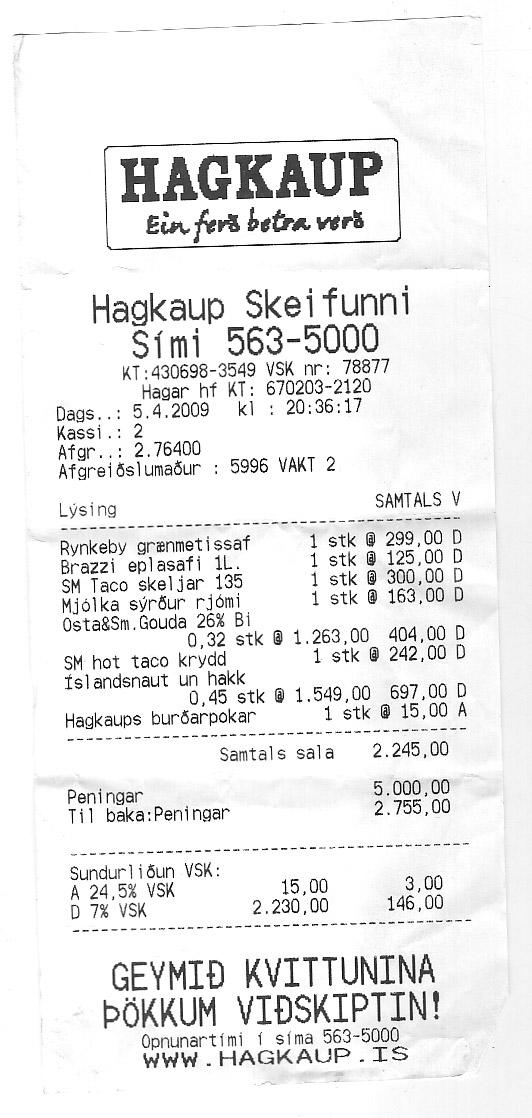 HAGKAUP
Ein ferð betra verð
Hagkaup Skeifunni
Sími 563-5000
KT:430698-3549 VSK nr: 78877
Hagar hf KT: 670203-2120
Dags..: 5.4.2009 kl : 20:36:17
Kassi.: 2
Afgr..: 2.76400
Afgreiðslumaður : 5996 VAKT 2
Lýsing SAMTALS V
Rynkeby grænmetissaf 1 stk @ 299,00 D
Brazzi eplasafi 1L. 1 stk @ 125,00 D
SM Taco skeljar 135 1 stk @ 300,00 D
Mjólka sýrður rjómi 1 stk @ 163,00 D
Osta&Sm.Gouda 26% Bi
0,32 stk @ 1.263,00 404,00 D
SM hot taco krydd 1 stk @ 242,00 D
Íslandsnaut un hakk
0,45 stk @ 1.549,00 697,00 D
Hagkaups burðarpokar 1 stk @ 15,00 A
Samtals sala 2.245,00
Peningar 5.000,00
Til baka:Peningar 2.755,00
Sundurliðun VSK:
A 24,5% VSK 15,00 3,00
D 7% VSK 2.230,00 146,00
GEYMIÐ KVITTUNINA
ÞÖKKUM VIÐSKIPTIN!
Opnunartími í síma 563-5000
WWW.HAGKAUP.IS